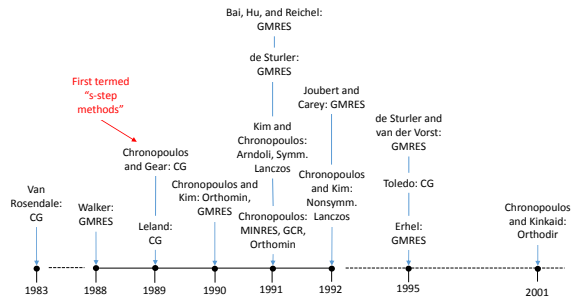 Bai, Hu, and Reichel:
GMRES
de Sturler:
GMRES
First termed
“s-step
methods”
Joubert and
Carey: GMRES
de Sturler and
van der Vorst:
GMRES
Kim and
Chronopoulos:
Arndoli, Symm.
Lanczos
Chronopoulos
and Gear: CG
Chronopoulos
and Kim:
Nonsymm.
Lanczos
Toledo: CG
Van
Rosendale:
CG
Walker:
GMRES
Leland:
CG
Chronopoulos and
Kim: Orthomin,
GMRES
Chronopoulos:
MINRES, GCR,
Orthomin
Erhel:
GMRES
Chronopoulos
and Kinkaid:
Orthodir
1983
1988
1989
1990
1991
1992
1995
2001